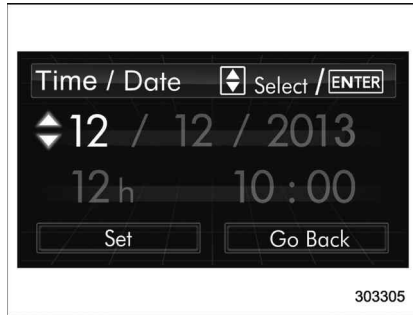 Time / Date Select / ENTER
12 / 12 / 2013
12 h 10 : 00
Set Go Back
303305